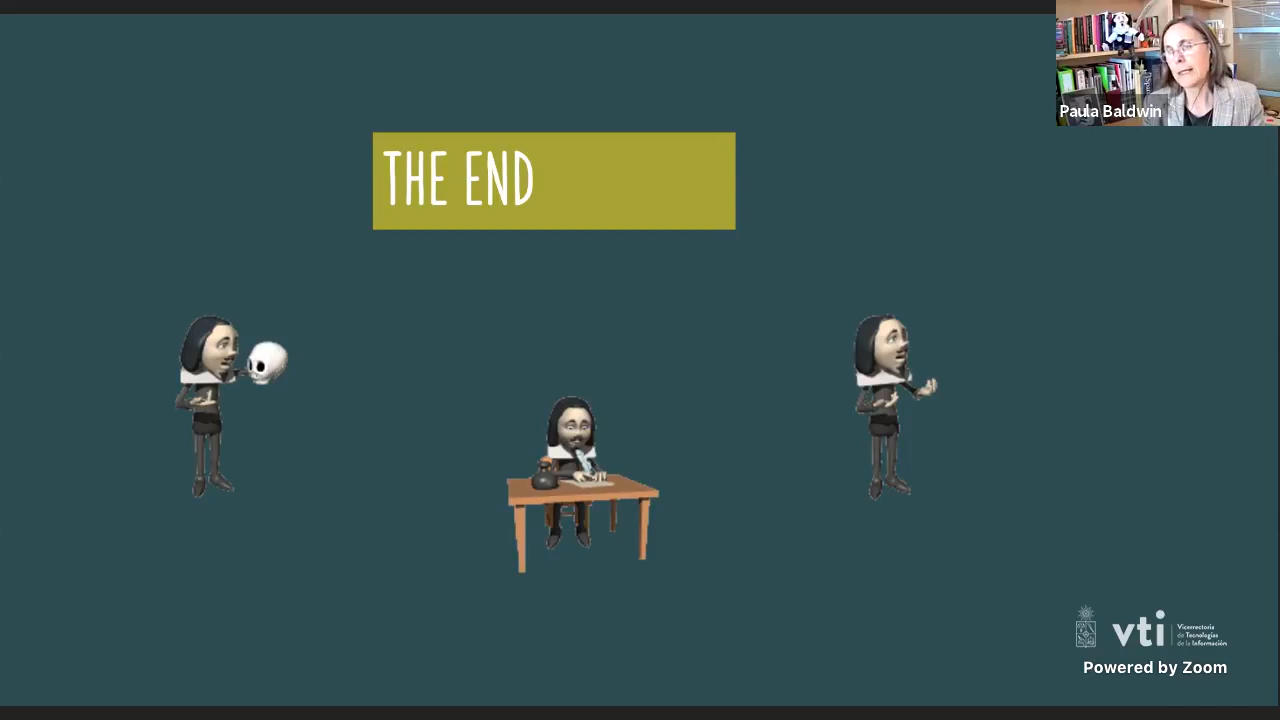 Paula Baldwin
THE END
vti
Vicerrectoría
de Tecnologías
de la Información
Powered by Zoom